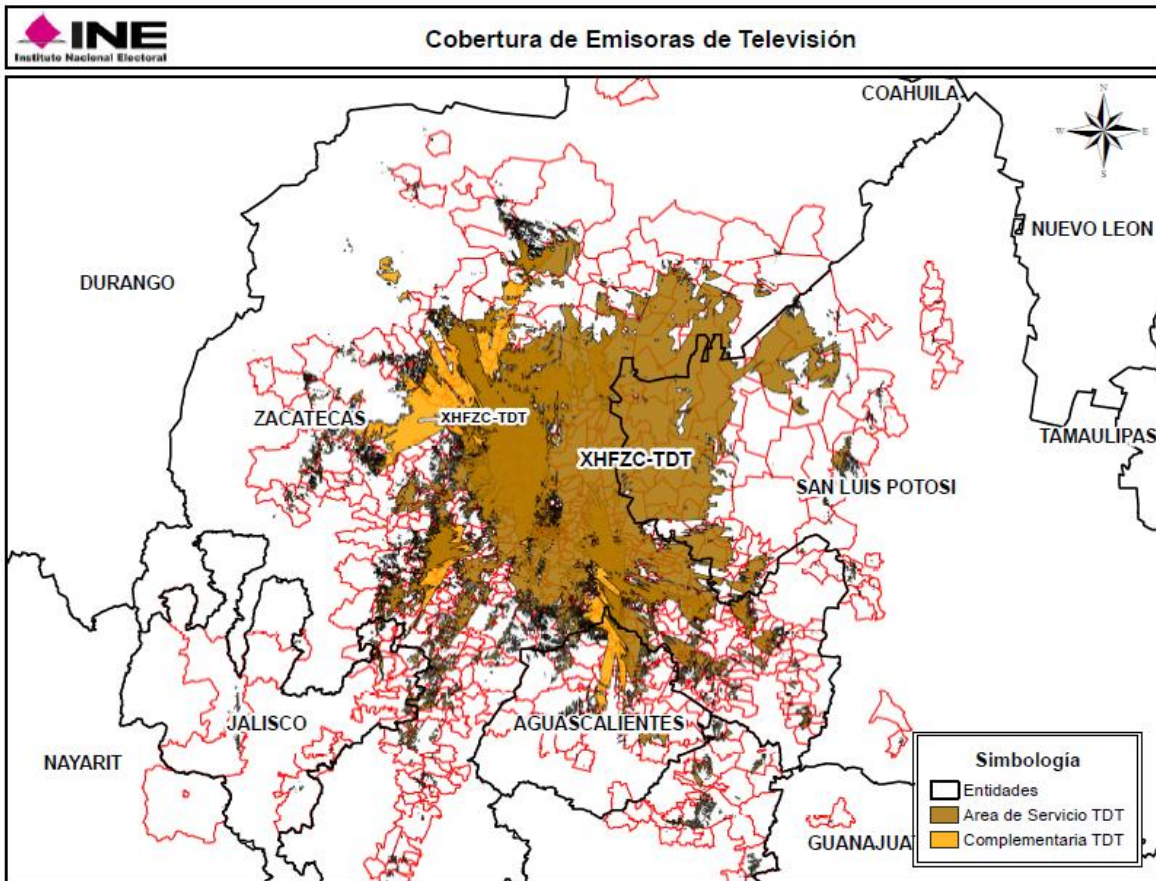 INE
Instituto Nacional Electoral
Cobertura de Emisoras de Televisión
COAHUILA
N
W E
S
NUEVO LEON
DURANGO
ZACATECAS
XHFZC-TDT
XHFZC-TDT
TAMAULIPAS
SAN LUIS POTOSI
JALISCO
AGUASCALIENTES
NAYARIT
Simbología
Entidades
Area de Servicio TDT
Complementaria TDT
GUANAJUA